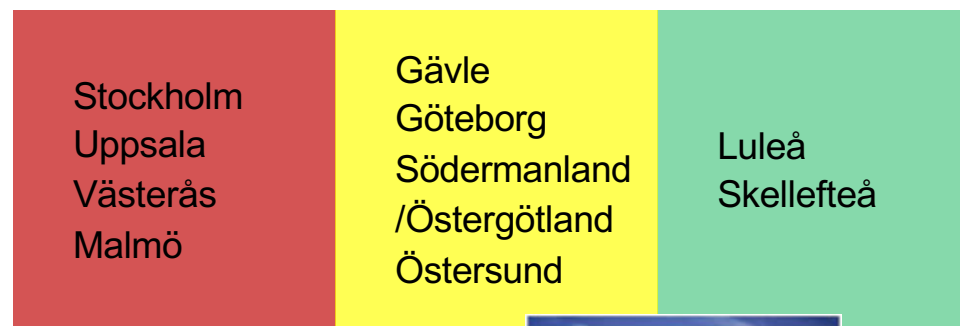 Stockholm
Uppsala
Västerås
Malmö
Gävle
Göteborg
Södermanland
/Östergötland
Östersund
Luleå
Skellefteå